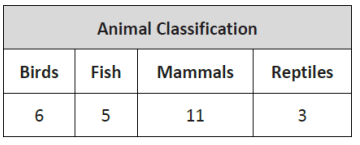 Animal Classification
Birds Fish Mammals Reptiles
6 5 11 3